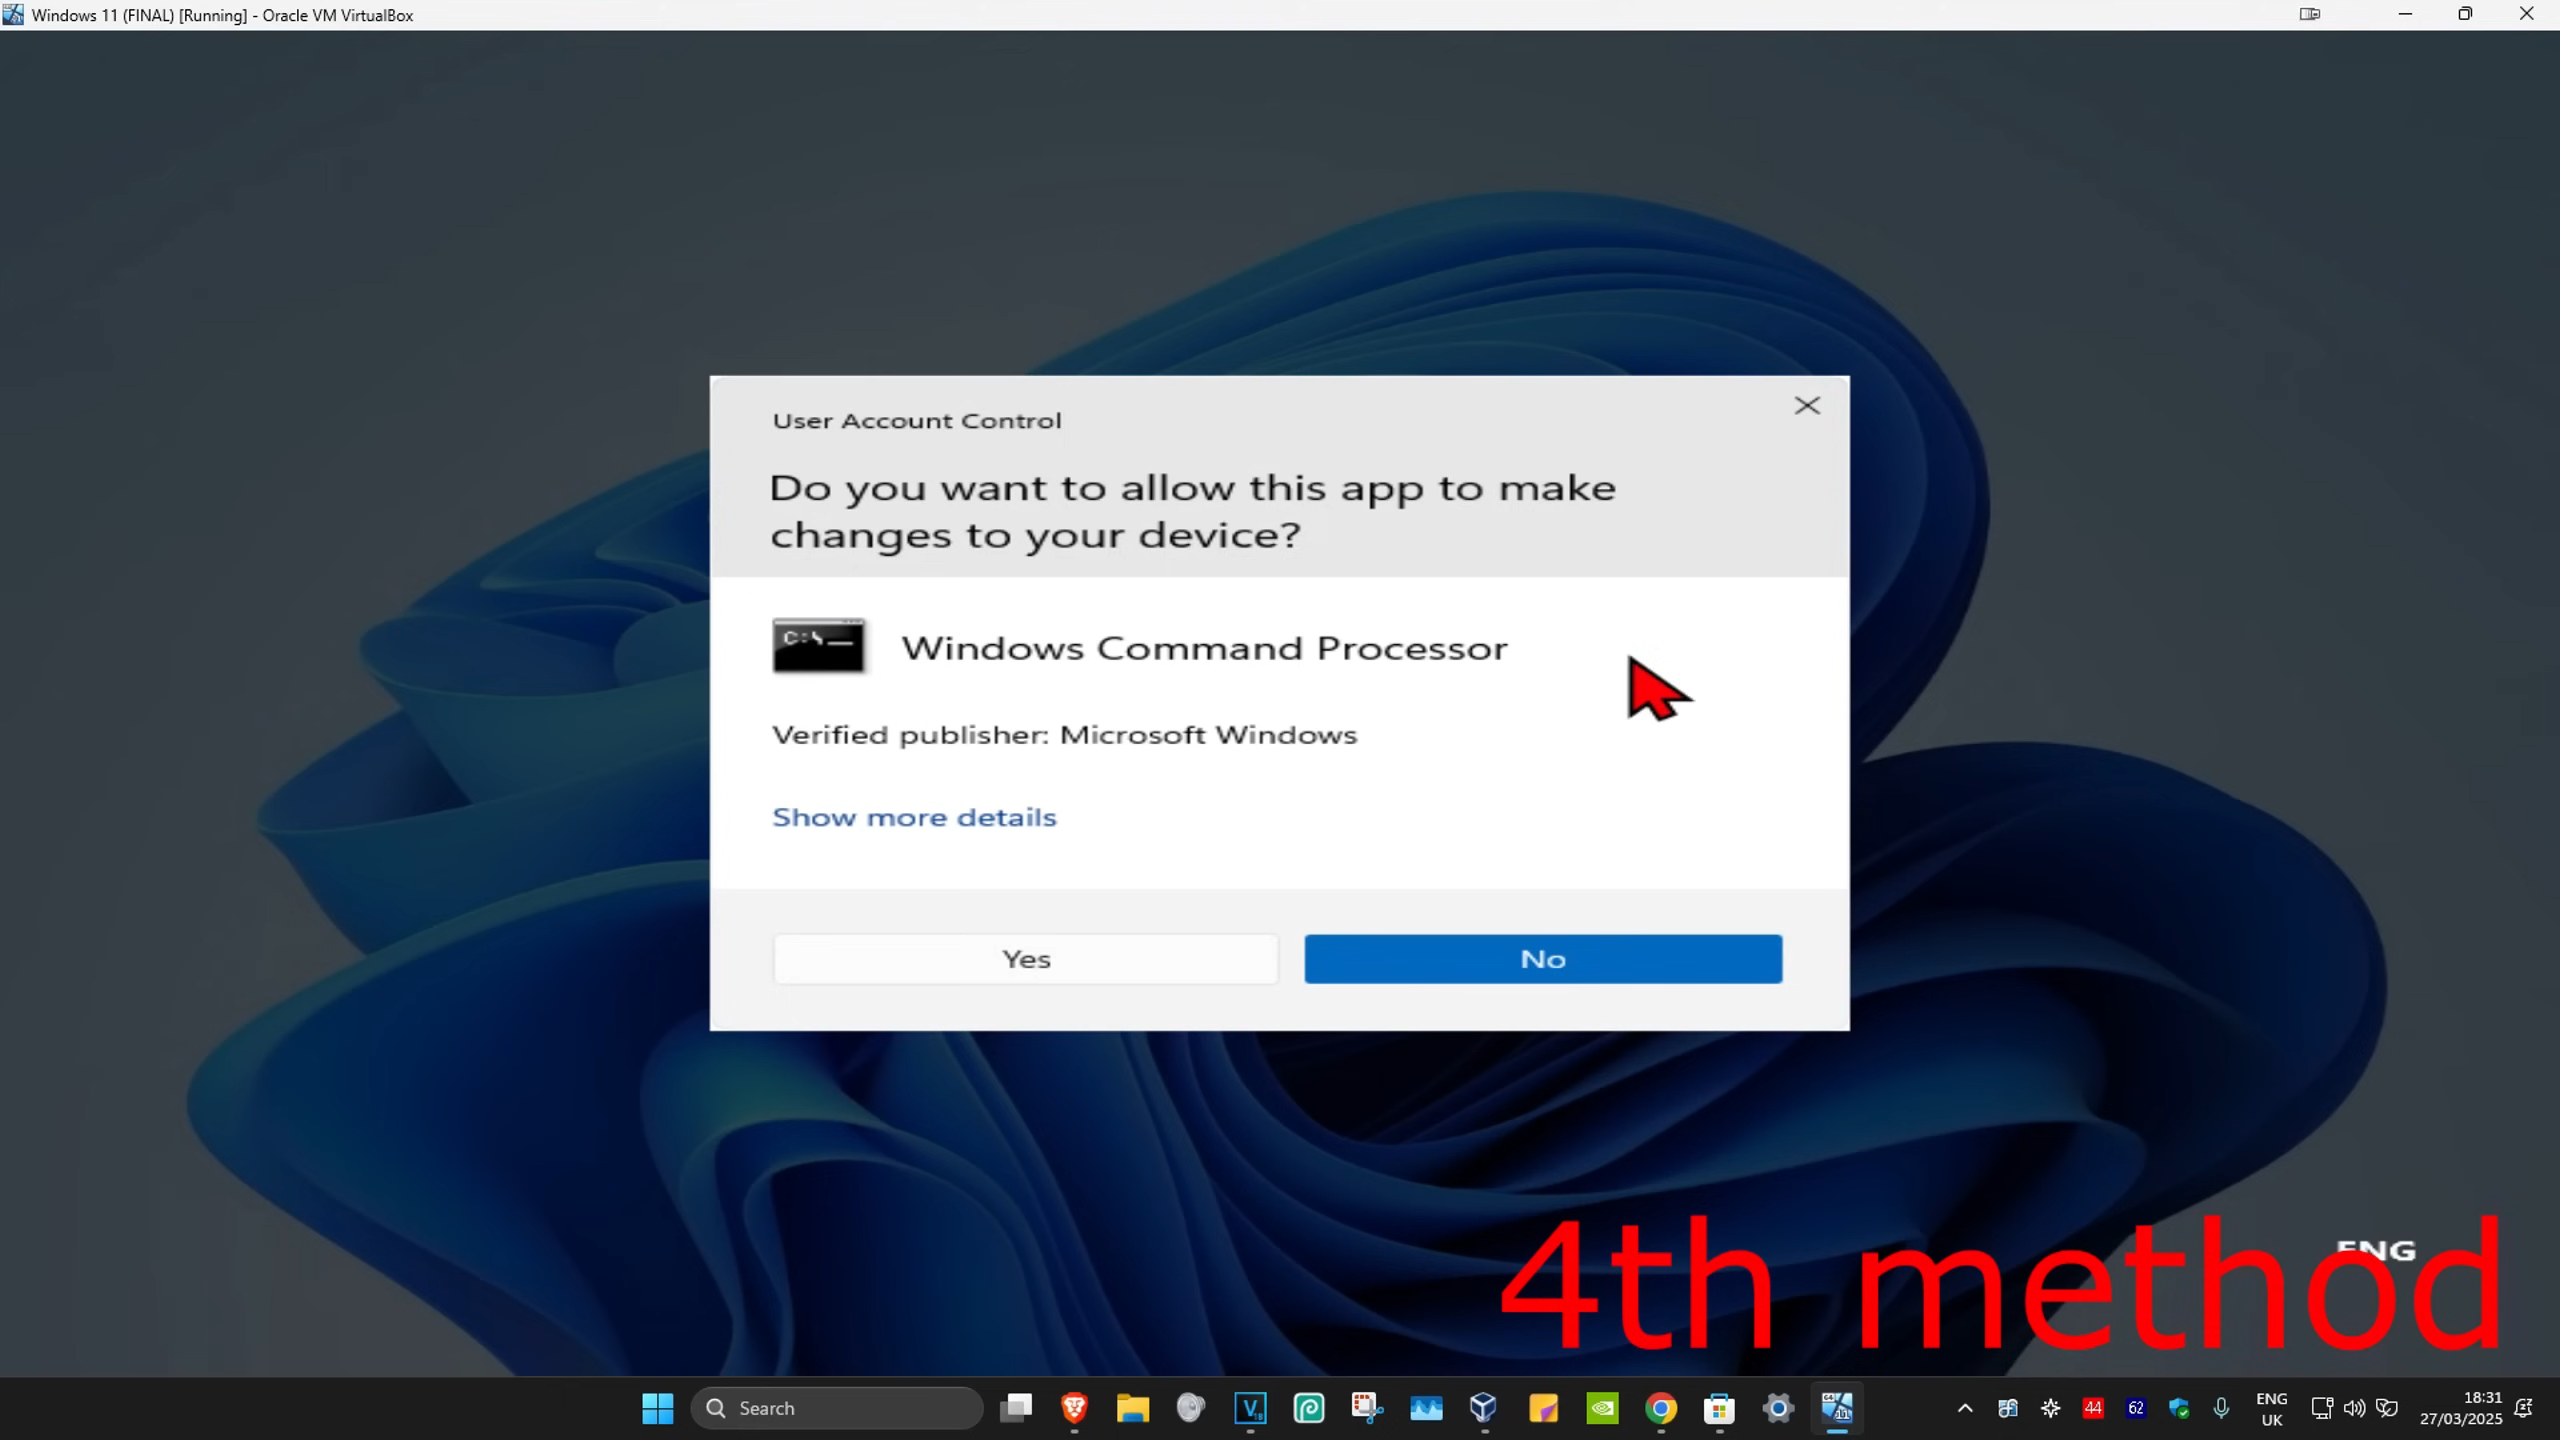 Windows 11 (FINAL) [Running] - Oracle VM VirtualBox
User Account Control
Do you want to allow this app to make
changes to your device?
C:\_
Windows Command Processor
Verified publisher: Microsoft Windows
Show more details
Yes
No
ENG
4th method
Search
44
62
ENG
UK
18:31
27/03/2025